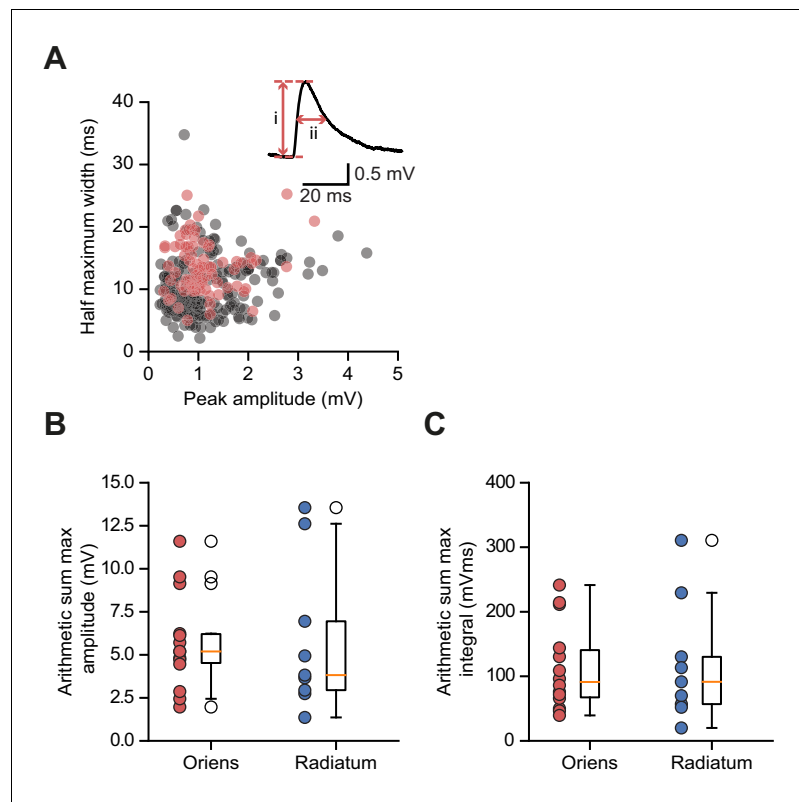 A
Half maximum width (ms)
40
30
20
10
0
i
ii
0.5 mV
20 ms
0 1 2 3 4 5
Peak amplitude (mV)
B
Arithmetic sum max
amplitude (mV)
15.0
12.5
10.0
7.5
5.0
2.5
0.0
Oriens Radiatum
C
Arithmetic sum max
integral (mVms)
400
300
200
100
0
Oriens Radiatum